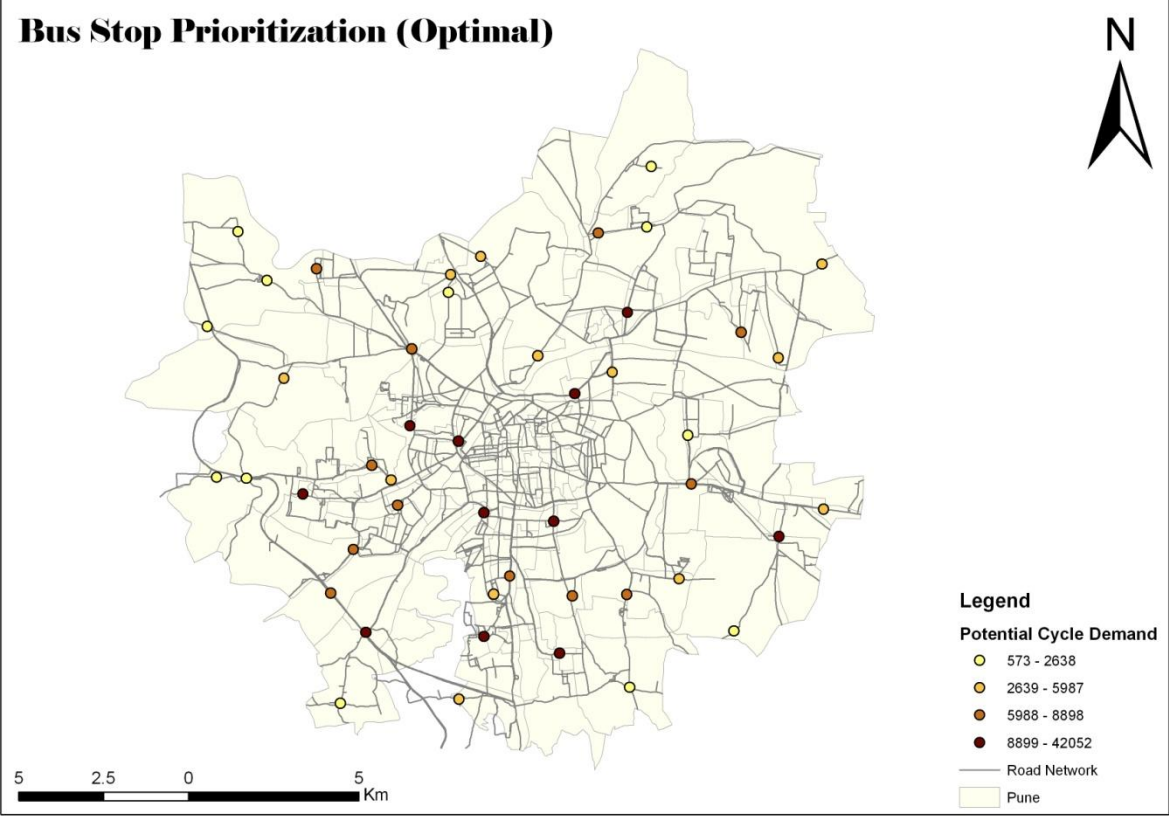 Bus Stop Prioritization (Optimal)
N
Legend
Potential Cycle Demand
573 - 2638
2639 - 5987
5988 - 8898
8899 - 42052
Road Network
Pune
5 2.5 0 5
Km